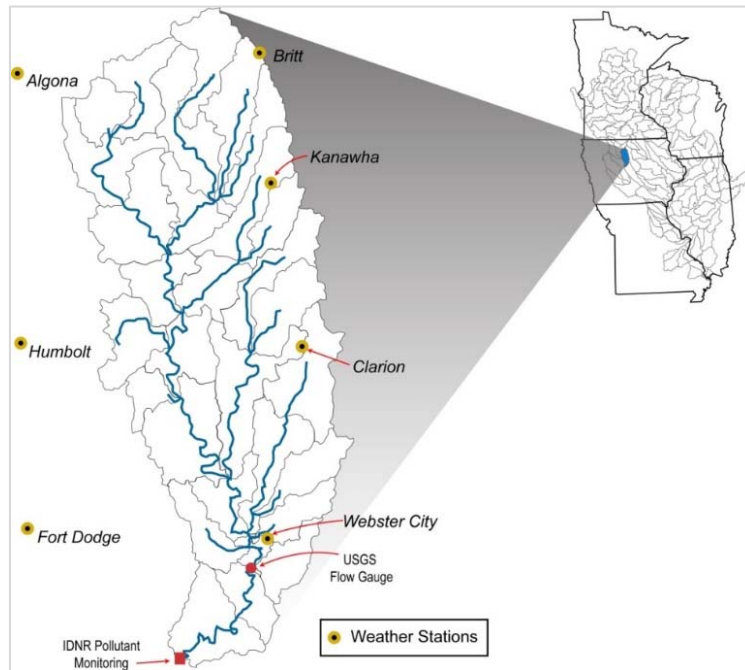 Britt
Algona
Kanawha
Humbolt
Clarion
Fort Dodge
Webster City
USGS
Flow Gauge
IDNR Pollutant
Monitoring
Weather Stations